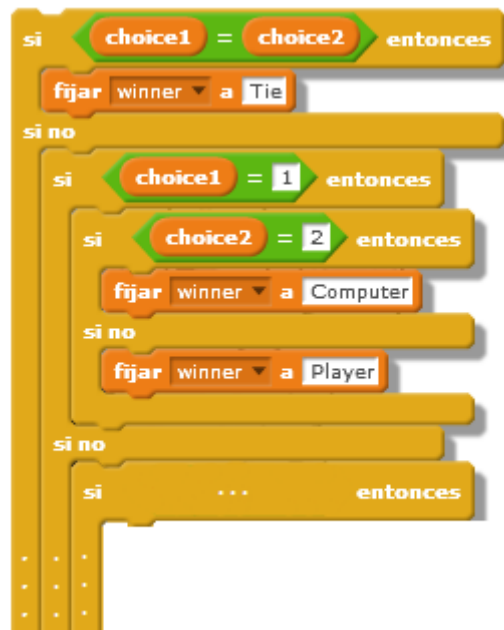 si choice1 = choice2 entonces
fijar winner a Tie
si no
si choice1 = 1 entonces
si choice2 = 2 entonces
fijar winner a Computer
si no
fijar winner a Player
si no
si ... entonces